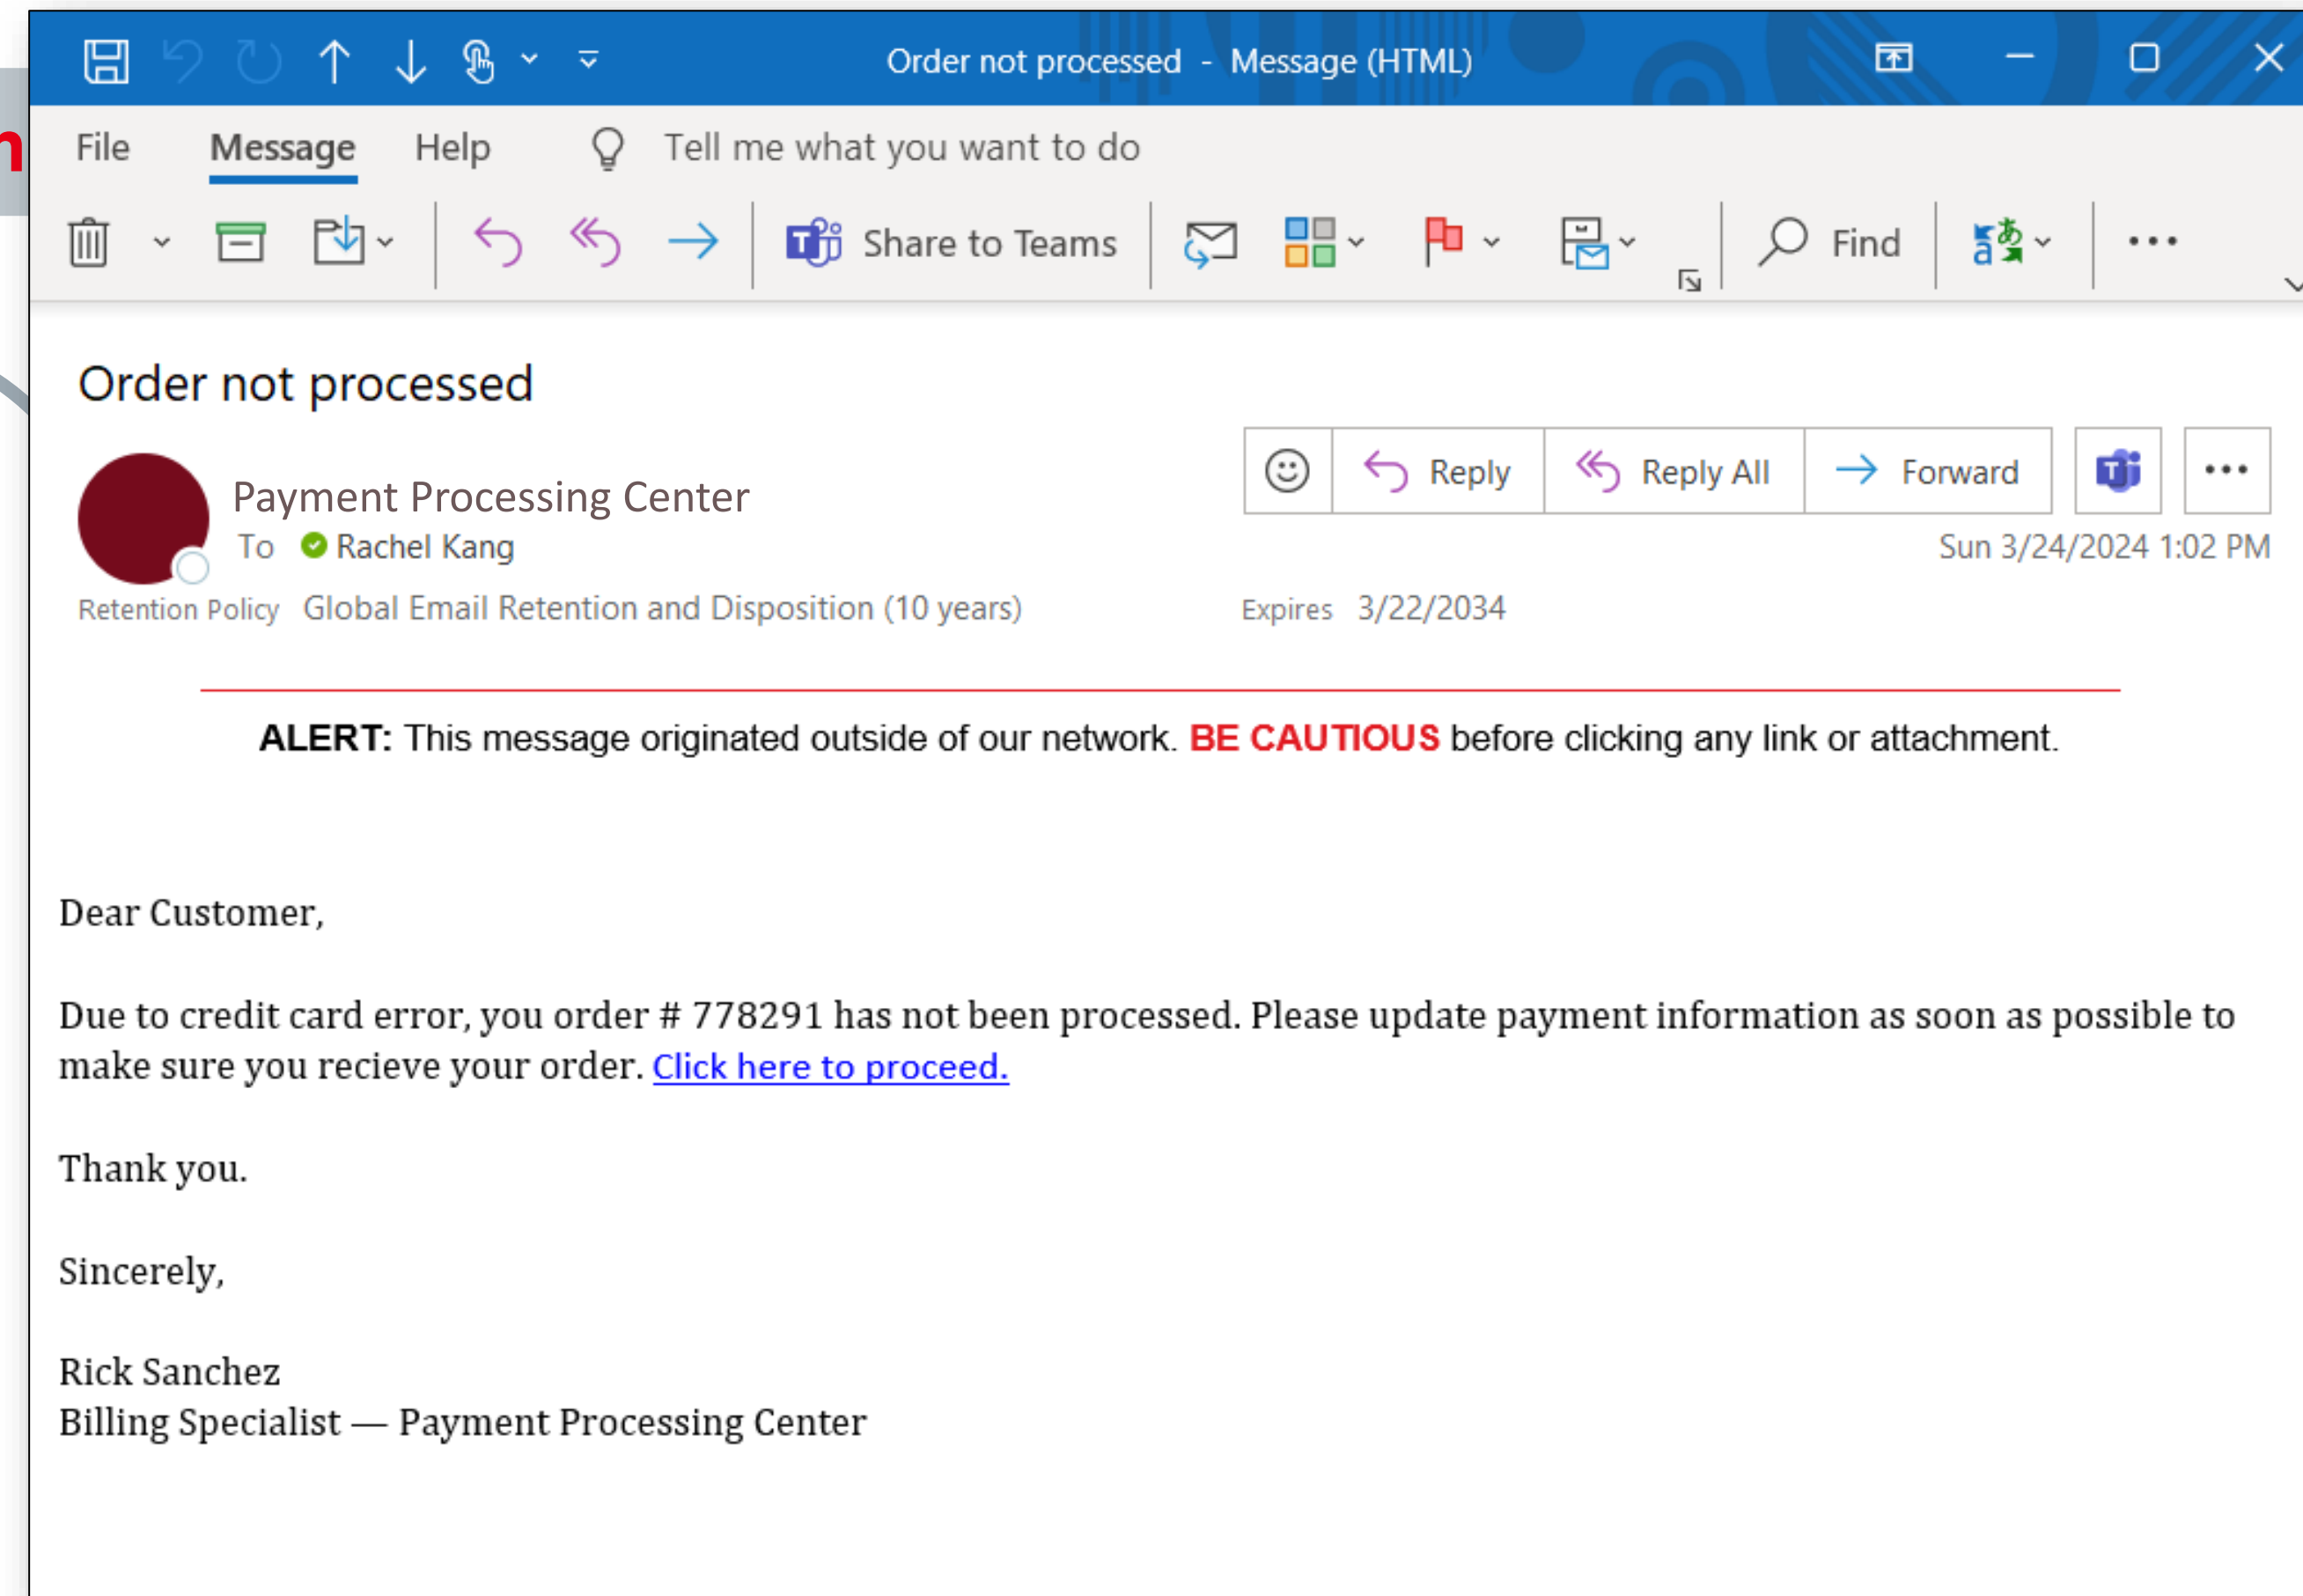 Order not processed - Message (HTML)
File Message Help Tell me what you want to do
Share to Teams Find
Order not processed
Payment Processing Center
Reply Reply All Forward
To Rachel Kang
Sun 3/24/2024 1:02 PM
Retention Policy Global Email Retention and Disposition (10 years) Expires 3/22/2034
ALERT: This message originated outside of our network. BE CAUTIOUS before clicking any link or attachment.
Dear Customer,
Due to credit card error, you order # 778291 has not been processed. Please update payment information as soon as possible to
make sure you recieve your order. Click here to proceed.
Thank you.
Sincerely,
Rick Sanchez
Billing Specialist — Payment Processing Center